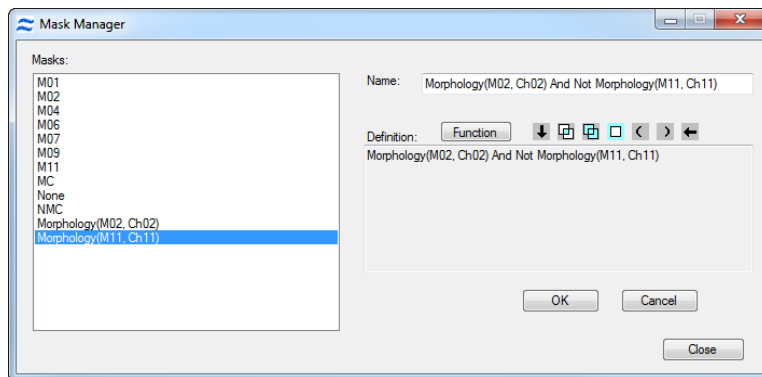 Mask Manager
Masks:
M01
M02
M04
M06
M07
M09
M11
MC
None
NMC
Morphology(M02, Ch02)
Morphology(M11, Ch11)
Name: Morphology(M02, Ch02) And Not Morphology(M11, Ch11)
Definition: Function
Morphology(M02, Ch02) And Not Morphology(M11, Ch11)
OK Cancel
Close